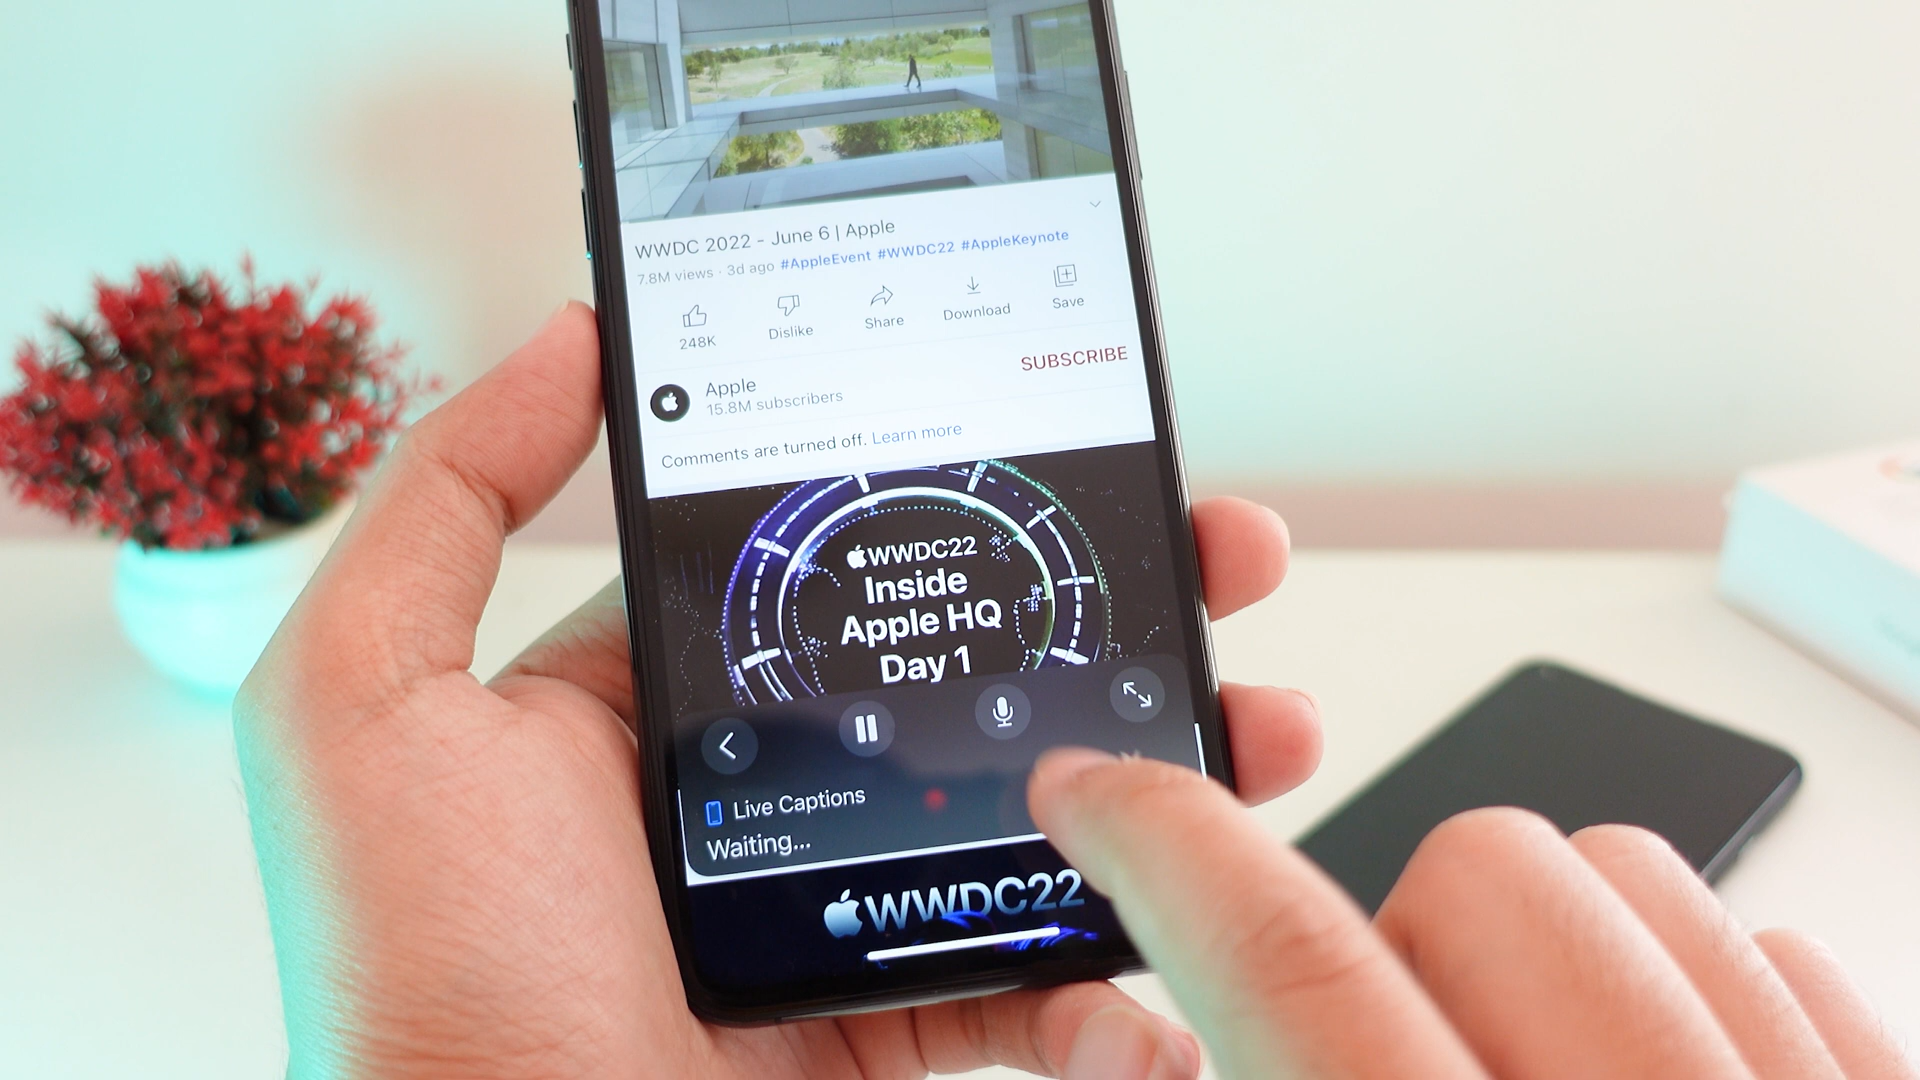 WWDC 2022 - June 6 | Apple
7.8M views · 3d ago #AppleEvent #WWDC22 #AppleKeynote
248K
Dislike
Share
Download
Save
Apple
15.8M subscribers
SUBSCRIBE
Comments are turned off. Learn more
WWDC22
Inside
Apple HQ
Day 1
Live Captions
Waiting...
WWDC22